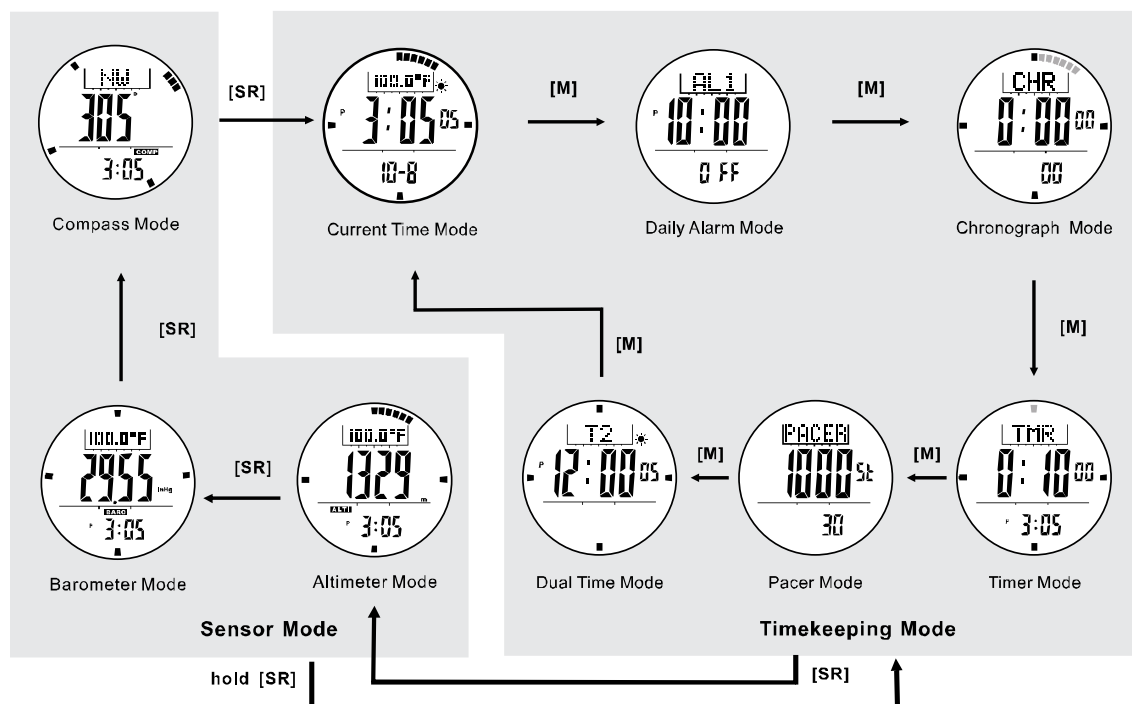 NW
305°
COMP
3:05
Compass Mode
[SR]
100.0°F
P 3:05 05
10-8
Current Time Mode
[M]
AL1
P 10:00
OFF
Daily Alarm Mode
[M]
CHR
0:00 00
00
Chronograph Mode
[SR]
[M]
[M]
100.0°F
29.55 inHg
BARO
P 3:05
Barometer Mode
[SR]
100.0°F
1329 m
ALTI
P 3:05
Altimeter Mode
T2
P 12:00 05
Dual Time Mode
[M]
PACER
1000 St
30
Pacer Mode
[M]
TMR
0:10 00
P 3:05
Timer Mode
Sensor Mode
Timekeeping Mode
hold [SR]
[SR]